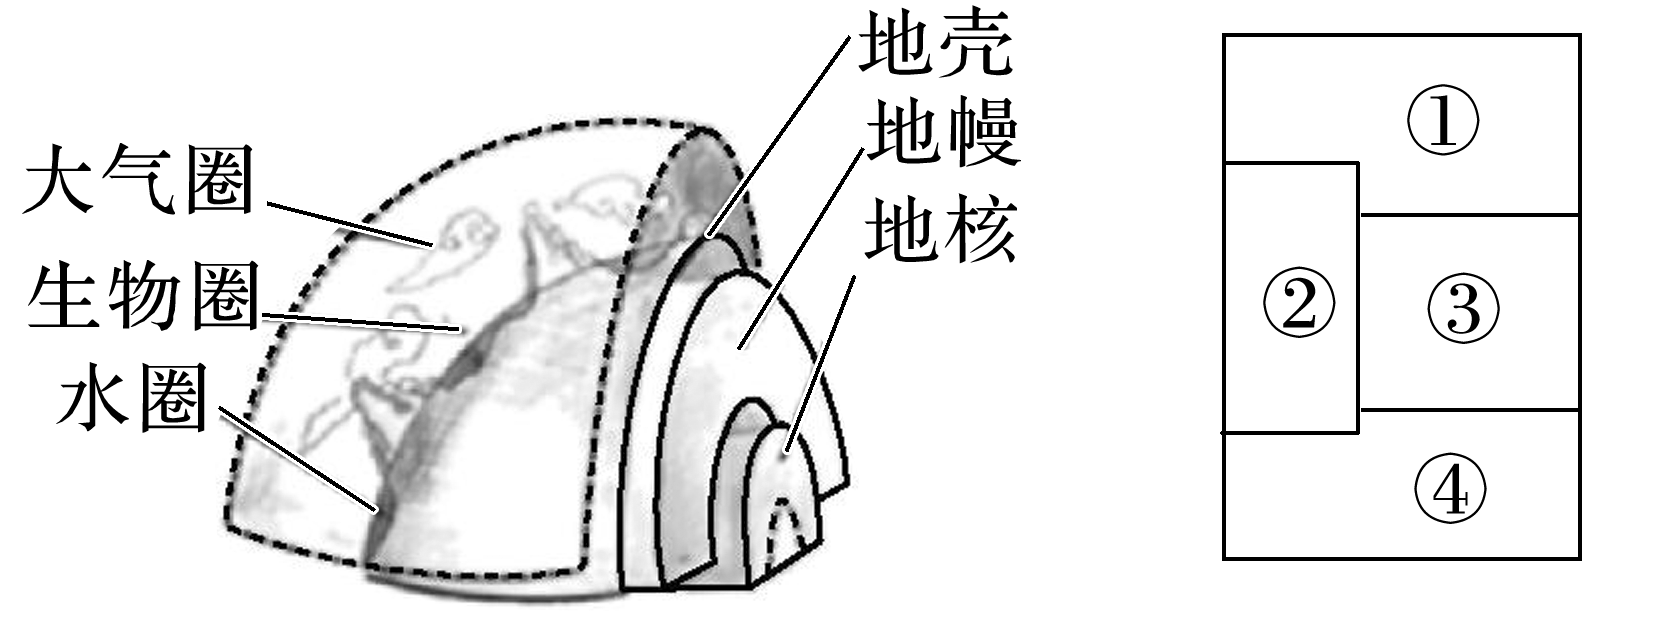 地壳
地幔
地核
大气圈
生物圈
水圈
①
②
③
④